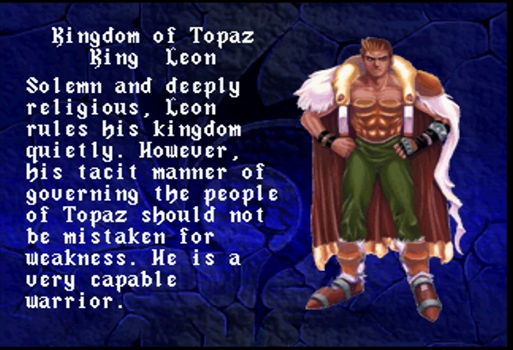 Kingdom of Topaz
King Leon
Solemn and deeply
religious, Leon
rules his kingdom
quietly. However,
his tacit manner of
governing the people
of Topaz should not
be mistaken for
weakness. He is a
very capable
warrior.